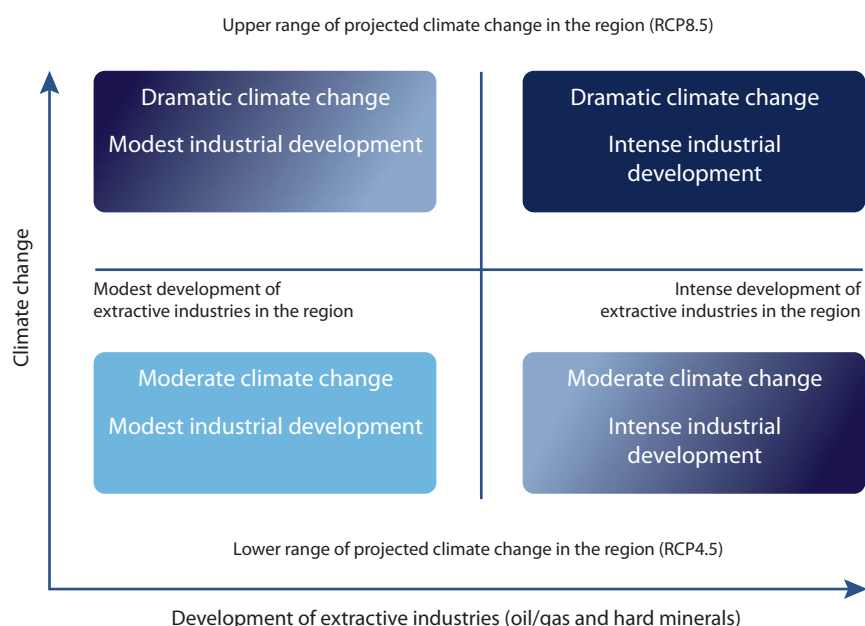 Upper range of projected climate change in the region (RCP8.5)
Dramatic climate change
Modest industrial development
Dramatic climate change
Intense industrial
development
Climate change
Modest development of
extractive industries in the region
Intense development of
extractive industries in the region
Moderate climate change
Modest industrial development
Moderate climate change
Intense industrial
development
Lower range of projected climate change in the region (RCP4.5)
Development of extractive industries (oil/gas and hard minerals)